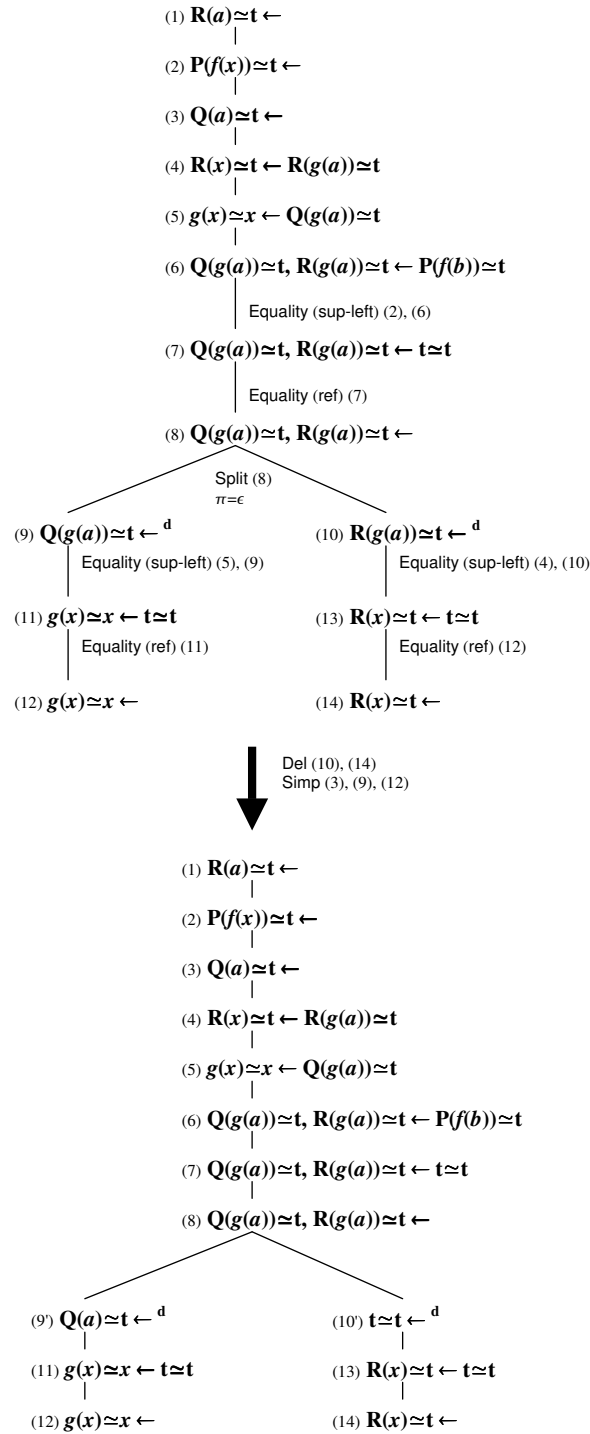 (1) R(a)≃t ←
(2) P(f(x))≃t ←
(3) Q(a)≃t ←
(4) R(x)≃t ← R(g(a))≃t
(5) g(x)≃x ← Q(g(a))≃t
(6) Q(g(a))≃t, R(g(a))≃t ← P(f(b))≃t
Equality (sup-left) (2), (6)
(7) Q(g(a))≃t, R(g(a))≃t ← t≃t
Equality (ref) (7)
(8) Q(g(a))≃t, R(g(a))≃t ←
Split (8)
π=ϵ
(9) Q(g(a))≃t ← d
(10) R(g(a))≃t ← d
Equality (sup-left) (5), (9)
Equality (sup-left) (4), (10)
(11) g(x)≃x ← t≃t
(13) R(x)≃t ← t≃t
Equality (ref) (11)
Equality (ref) (12)
(12) g(x)≃x ←
(14) R(x)≃t ←
Del (10), (14)
Simp (3), (9), (12)
(1) R(a)≃t ←
(2) P(f(x))≃t ←
(3) Q(a)≃t ←
(4) R(x)≃t ← R(g(a))≃t
(5) g(x)≃x ← Q(g(a))≃t
(6) Q(g(a))≃t, R(g(a))≃t ← P(f(b))≃t
(7) Q(g(a))≃t, R(g(a))≃t ← t≃t
(8) Q(g(a))≃t, R(g(a))≃t ←
(9') Q(a)≃t ← d
(10') t≃t ← d
(11) g(x)≃x ← t≃t
(13) R(x)≃t ← t≃t
(12) g(x)≃x ←
(14) R(x)≃t ←